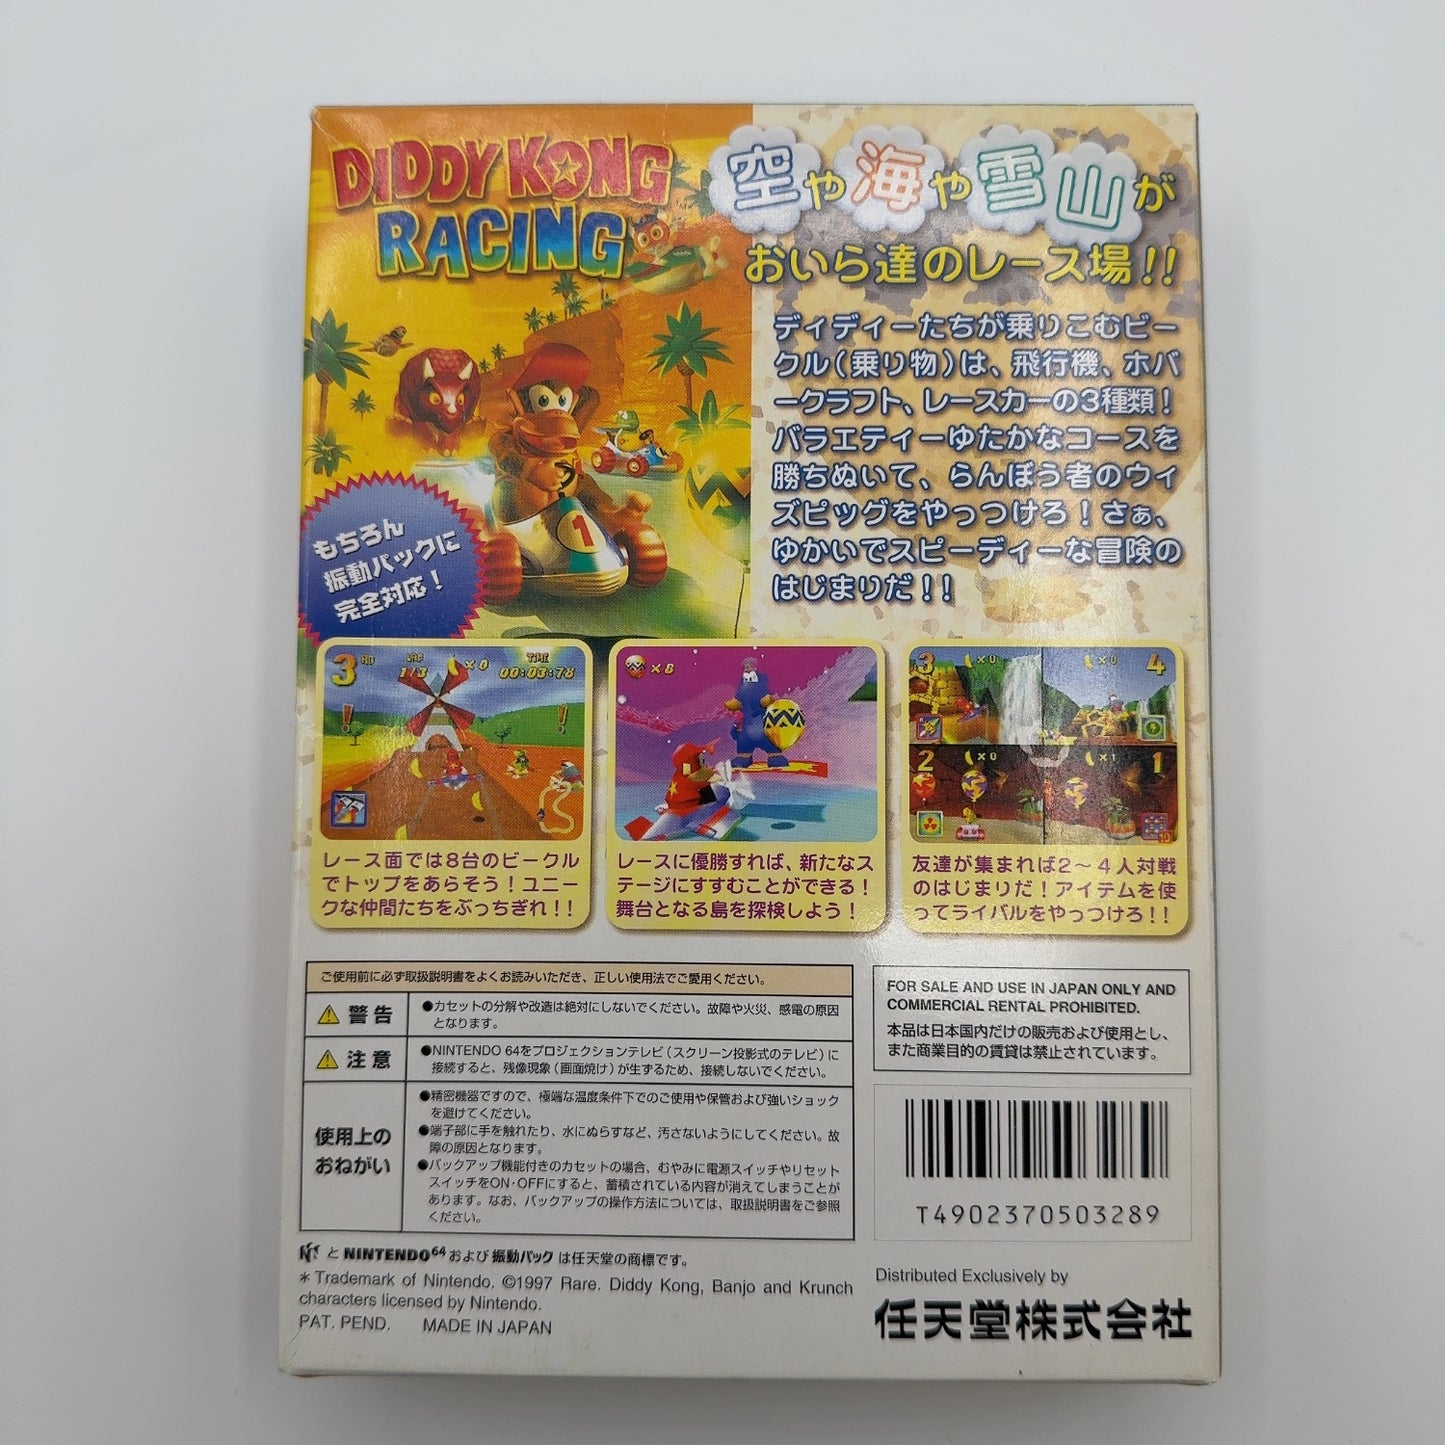 DIDDY KONG
RACING
空や海や雪山が
おいら達のレース場!!
ディディーたちが乗りこむビー
クル(乗り物)は、飛行機、ホバ
ークラフト、レースカーの3種類!
バラエティーゆたかなコースを
勝ちぬいて、らんぼう者のウィ
ズピッグをやっつけろ!さぁ、
ゆかいでスピーディーな冒険の
はじまりだ!!
もちろん
振動パックに
完全対応!
1
3RD LAP 1/3 x0 TIME 00:03:78
レース面では8台のビークル
でトップをあらそう!ユニー
クな仲間たちをぶっちぎれ!!
x8
レースに優勝すれば、新たなス
テージにすすむことができる!
舞台となる島を探検しよう!
3 x0 x0 4
2 x0 x1 1
10
友達が集まれば2〜4人対戦
のはじまりだ!アイテムを使
ってライバルをやっつけろ!!
ご使用前に必ず取扱説明書をよくお読みいただき、正しい使用法でご愛用ください。
警告
●カセットの分解や改造は絶対にしないでください。故障や火災、感電の原因
となります。
注意
●NINTENDO 64をプロジェクションテレビ(スクリーン投影式のテレビ)に
接続すると、残像現象(画面焼け)が生ずるため、接続しないでください。
使用上の
おねがい
●精密機器ですので、極端な温度条件下でのご使用や保管および強いショック
を避けてください。
●端子部に手を触れたり、水にぬらすなど、汚さないようにしてください。故
障の原因となります。
●バックアップ機能付きのカセットの場合、むやみに電源スイッチやリセット
スイッチをON・OFFにすると、蓄積されている内容が消えてしまうことが
あります。なお、バックアップの操作方法については、取扱説明書をご参照
ください。
FOR SALE AND USE IN JAPAN ONLY AND
COMMERCIAL RENTAL PROHIBITED.
本品は日本国内だけの販売および使用とし、
また商業目的の賃貸は禁止されています。
T4902370503289
と NINTENDO64および 振動パック は任天堂の商標です。
* Trademark of Nintendo. ©1997 Rare. Diddy Kong, Banjo and Krunch
characters licensed by Nintendo.
PAT. PEND. MADE IN JAPAN
Distributed Exclusively by
任天堂株式会社